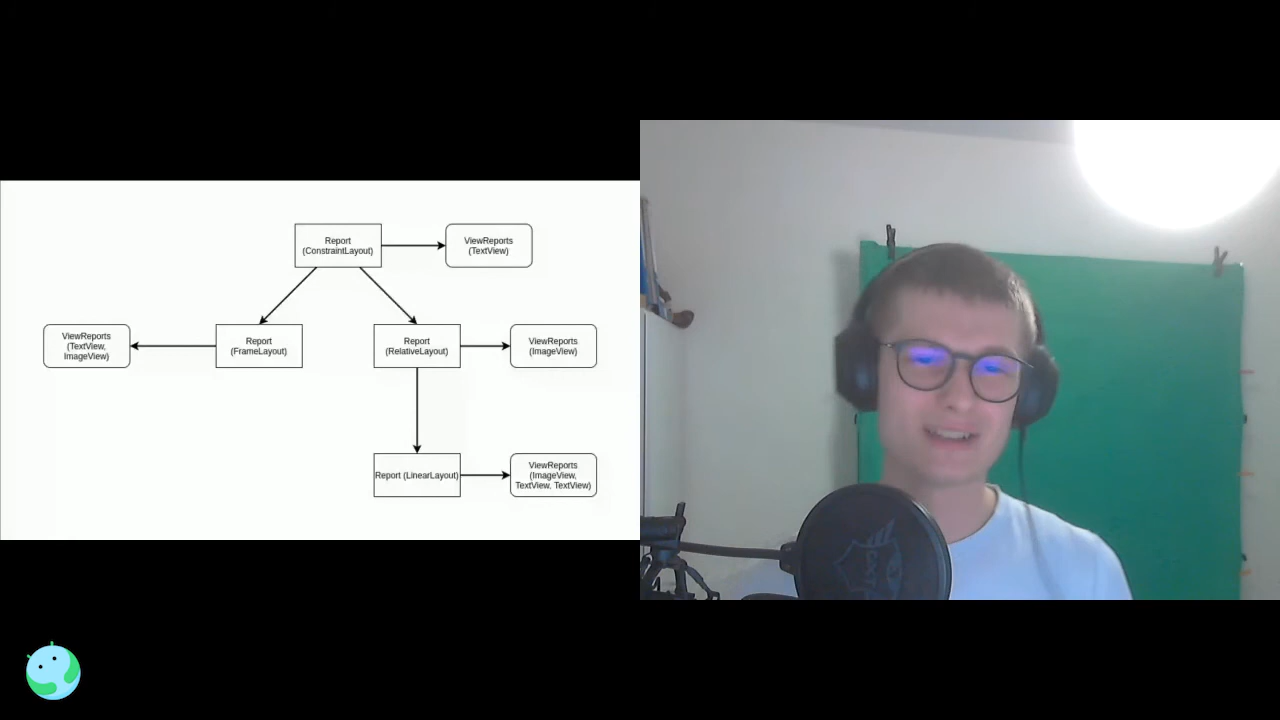 Report
(ConstraintLayout)
ViewReports
(TextView)
ViewReports
(TextView,
ImageView)
Report
(FrameLayout)
Report
(RelativeLayout)
ViewReports
(ImageView)
Report (LinearLayout)
ViewReports
(ImageView,
TextView, TextView)